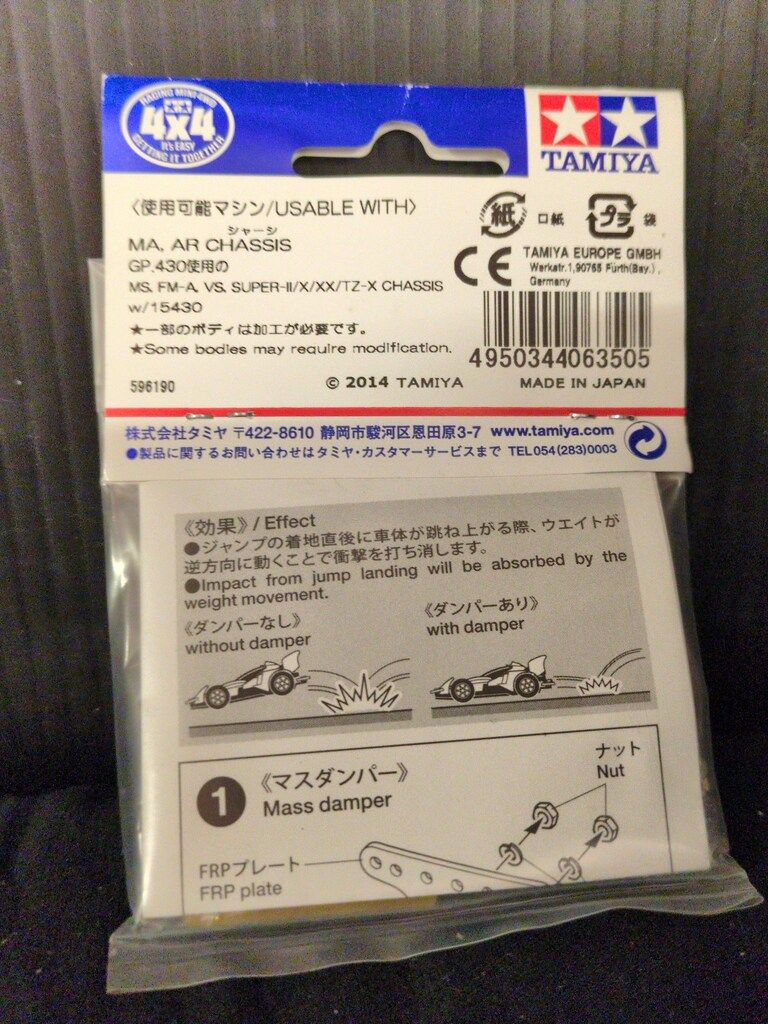 RACING MINI 4WD
4x4
It's EASY
GETTING IT TOGETHER
TAMIYA
〈使用可能マシン/USABLE WITH〉
シャーシ
MA, AR CHASSIS
GP.430使用の
MS. FM-A. VS. SUPER-II/X/XX/TZ-X CHASSIS
w/15430
★一部のボディは加工が必要です。
★Some bodies may require modification.
596190
© 2014 TAMIYA
紙
口紙
プラ
袋
CE
TAMIYA EUROPE GMBH
Werkstr.1,90765 Fürth(Bay.),
Germany
4950344063505
MADE IN JAPAN
株式会社タミヤ 〒422-8610 静岡市駿河区恩田原3-7 www.tamiya.com
●製品に関するお問い合わせはタミヤ・カスタマーサービスまで TEL054(283)0003
《効果》/ Effect
●ジャンプの着地直後に車体が跳ね上がる際、ウエイトが
逆方向に動くことで衝撃を打ち消します。
●Impact from jump landing will be absorbed by the
weight movement.
《ダンパーなし》
without damper
《ダンパーあり》
with damper
1
《マスダンパー》
Mass damper
ナット
Nut
FRPプレート
FRP plate